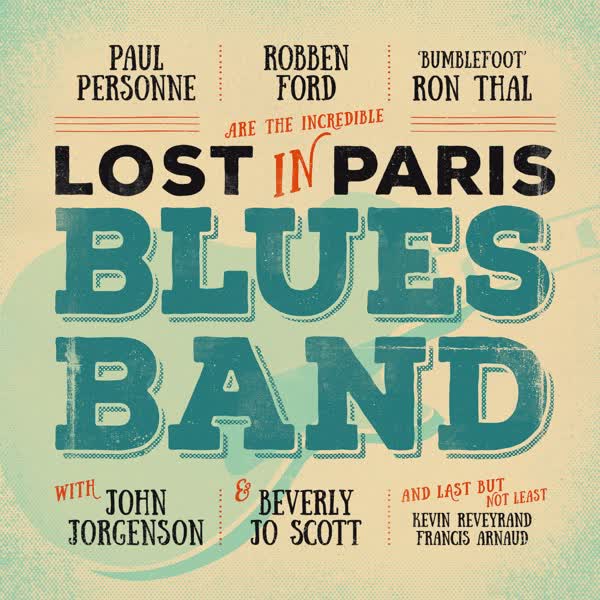 PAUL PERSONNE
ROBBEN FORD
'BUMBLEFOOT' RON THAL
ARE THE INCREDIBLE
LOST IN PARIS
BLUES
BAND
WITH JOHN JORGENSON
& BEVERLY JO SCOTT
AND LAST BUT NOT LEAST
KEVIN REVEYRAND
FRANCIS ARNAUD